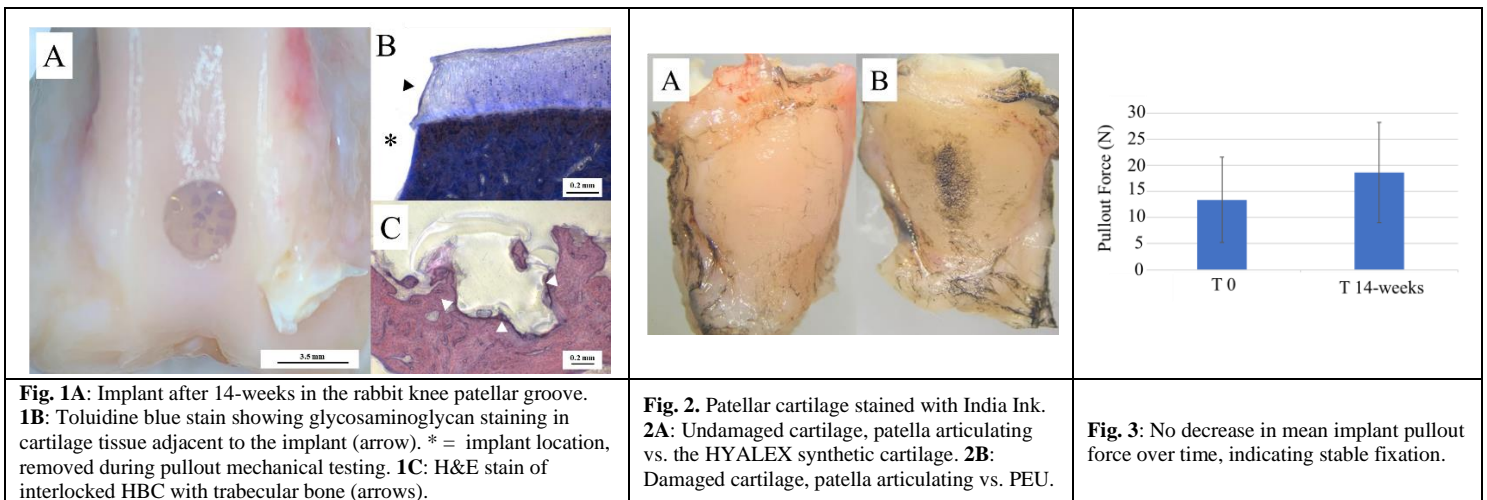 A
B
*
0.2 mm
C
0.2 mm
3.5 mm
A
B
Pullout Force (N)
30
25
20
15
10
5
0
T 0
T 14-weeks
Fig. 1A: Implant after 14-weeks in the rabbit knee patellar groove.
1B: Toluidine blue stain showing glycosaminoglycan staining in
cartilage tissue adjacent to the implant (arrow). * = implant location,
removed during pullout mechanical testing. 1C: H&E stain of
interlocked HBC with trabecular bone (arrows).
Fig. 2. Patellar cartilage stained with India Ink.
2A: Undamaged cartilage, patella articulating
vs. the HYALEX synthetic cartilage. 2B:
Damaged cartilage, patella articulating vs. PEU.
Fig. 3: No decrease in mean implant pullout
force over time, indicating stable fixation.